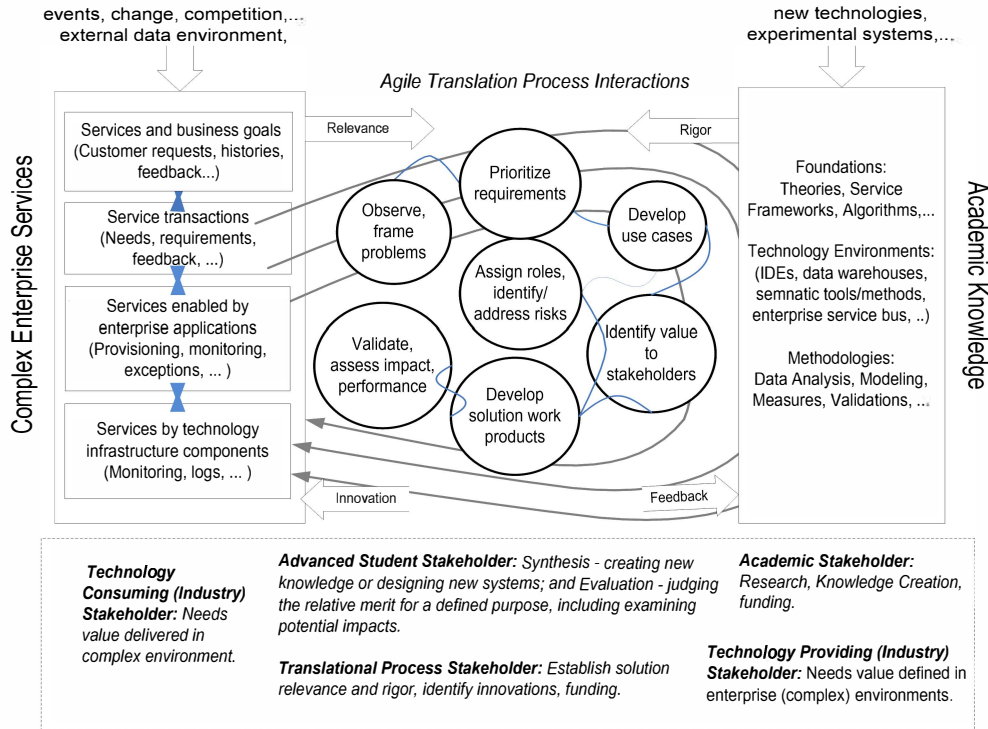 events, change, competition,...
external data environment,
new technologies,
experimental systems,...
Agile Translation Process Interactions
Complex Enterprise Services
Services and business goals
(Customer requests, histories,
feedback...)
Service transactions
(Needs, requirements,
feedback, ...)
Services enabled by
enterprise applications
(Provisioning, monitoring,
exceptions, ... )
Services by technology
infrastructure components
(Monitoring, logs, ... )
Relevance
Rigor
Prioritize
requirements
Observe,
frame
problems
Develop
use cases
Assign roles,
identify/
address risks
Validate,
assess impact,
performance
Identify value
to
stakeholders
Develop
solution work
products
Innovation
Feedback
Foundations:
Theories, Service
Frameworks, Algorithms,...
Technology Environments:
(IDEs, data warehouses,
semnatic tools/methods,
enterprise service bus, ..)
Methodologies:
Data Analysis, Modeling,
Measures, Validations, ...
Academic Knowledge
Technology
Consuming (Industry)
Stakeholder: Needs
value delivered in
complex environment.
Advanced Student Stakeholder: Synthesis - creating new
knowledge or designing new systems; and Evaluation - judging
the relative merit for a defined purpose, including examining
potential impacts.
Translational Process Stakeholder: Establish solution
relevance and rigor, identify innovations, funding.
Academic Stakeholder:
Research, Knowledge Creation,
funding.
Technology Providing (Industry)
Stakeholder: Needs value defined in
enterprise (complex) environments.